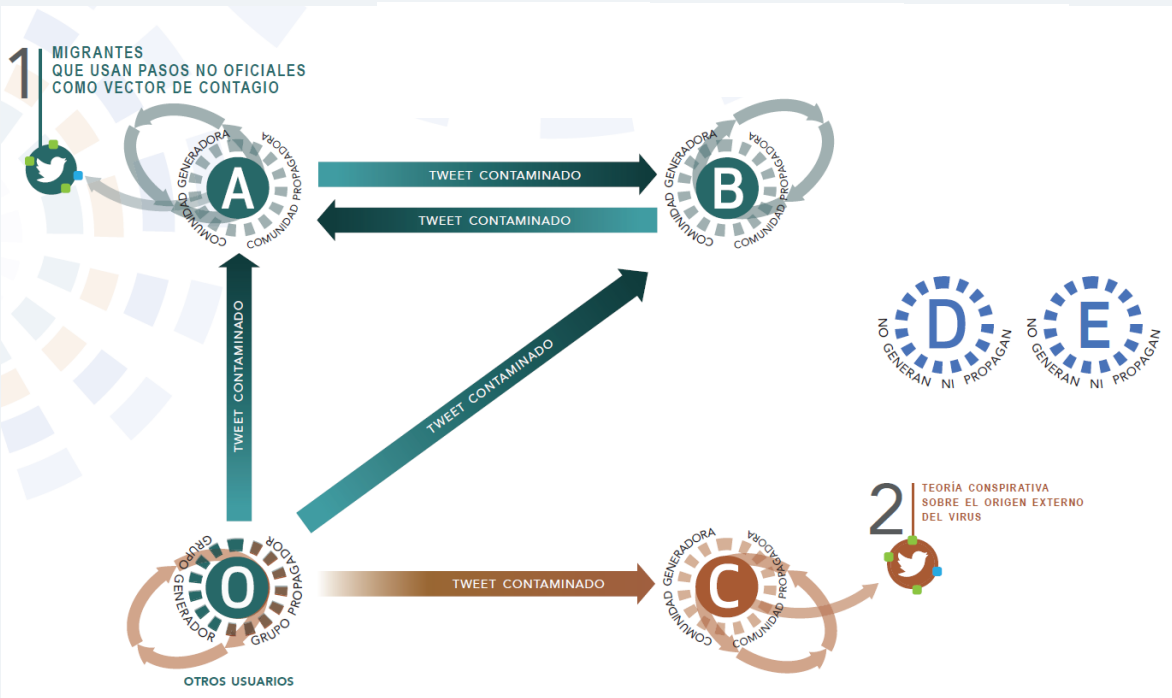 1
MIGRANTES
QUE USAN PASOS NO OFICIALES
COMO VECTOR DE CONTAGIO
A
COMUNIDAD GENERADORA
COMUNIDAD PROPAGADORA
TWEET CONTAMINADO
TWEET CONTAMINADO
B
COMUNIDAD GENERADORA
COMUNIDAD PROPAGADORA
TWEET CONTAMINADO
TWEET CONTAMINADO
D
NO GENERAN NI PROPAGAN
E
NO GENERAN NI PROPAGAN
2
TEORÍA CONSPIRATIVA
SOBRE EL ORIGEN EXTERNO
DEL VIRUS
O
GRUPO GENERADOR
GRUPO PROPAGADOR
TWEET CONTAMINADO
C
COMUNIDAD GENERADORA
COMUNIDAD PROPAGADORA
OTROS USUARIOS